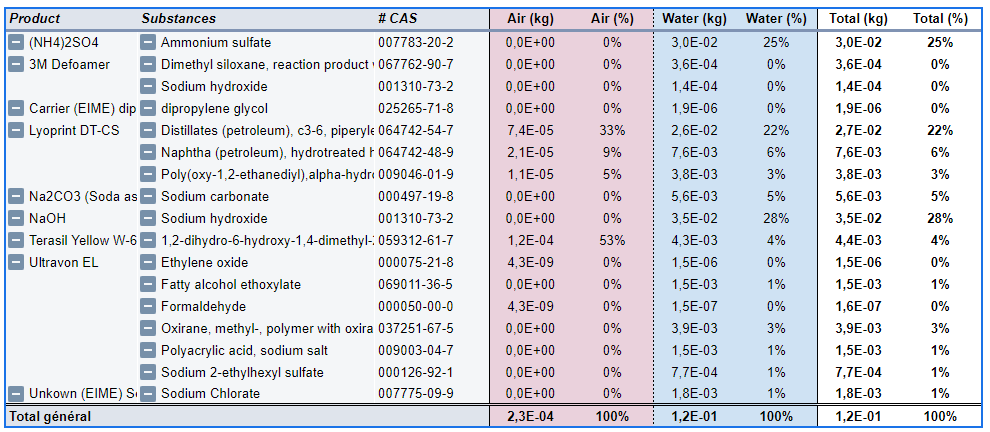 Product Substances # CAS Air (kg) Air (%) Water (kg) Water (%) Total (kg) Total (%)
(NH4)2SO4 Ammonium sulfate 007783-20-2 0,0E+00 0% 3,0E-02 25% 3,0E-02 25%
3M Defoamer Dimethyl siloxane, reaction product 067762-90-7 0,0E+00 0% 3,6E-04 0% 3,6E-04 0%
Sodium hydroxide 001310-73-2 0,0E+00 0% 1,4E-04 0% 1,4E-04 0%
Carrier (EIME) dip dipropylene glycol 025265-71-8 0,0E+00 0% 1,9E-06 0% 1,9E-06 0%
Lyoprint DT-CS Distillates (petroleum), c3-6, piperyle 064742-54-7 7,4E-05 33% 2,6E-02 22% 2,7E-02 22%
Naphtha (petroleum), hydrotreated h 064742-48-9 2,1E-05 9% 7,6E-03 6% 7,6E-03 6%
Poly(oxy-1,2-ethanediyl),alpha-hydr 009046-01-9 1,1E-05 5% 3,8E-03 3% 3,8E-03 3%
Na2CO3 (Soda as Sodium carbonate 000497-19-8 0,0E+00 0% 5,6E-03 5% 5,6E-03 5%
NaOH Sodium hydroxide 001310-73-2 0,0E+00 0% 3,5E-02 28% 3,5E-02 28%
Terasil Yellow W-6 1,2-dihydro-6-hydroxy-1,4-dimethyl- 059312-61-7 1,2E-04 53% 4,3E-03 4% 4,4E-03 4%
Ultravon EL Ethylene oxide 000075-21-8 4,3E-09 0% 1,5E-06 0% 1,5E-06 0%
Fatty alcohol ethoxylate 069011-36-5 0,0E+00 0% 1,5E-03 1% 1,5E-03 1%
Formaldehyde 000050-00-0 4,3E-09 0% 1,5E-07 0% 1,6E-07 0%
Oxirane, methyl-, polymer with oxira 037251-67-5 0,0E+00 0% 3,9E-03 3% 3,9E-03 3%
Polyacrylic acid, sodium salt 009003-04-7 0,0E+00 0% 1,5E-03 1% 1,5E-03 1%
Sodium 2-ethylhexyl sulfate 000126-92-1 0,0E+00 0% 7,7E-04 1% 7,7E-04 1%
Unkown (EIME) S Sodium Chlorate 007775-09-9 0,0E+00 0% 1,8E-03 1% 1,8E-03 1%
Total général 2,3E-04 100% 1,2E-01 100% 1,2E-01 100%